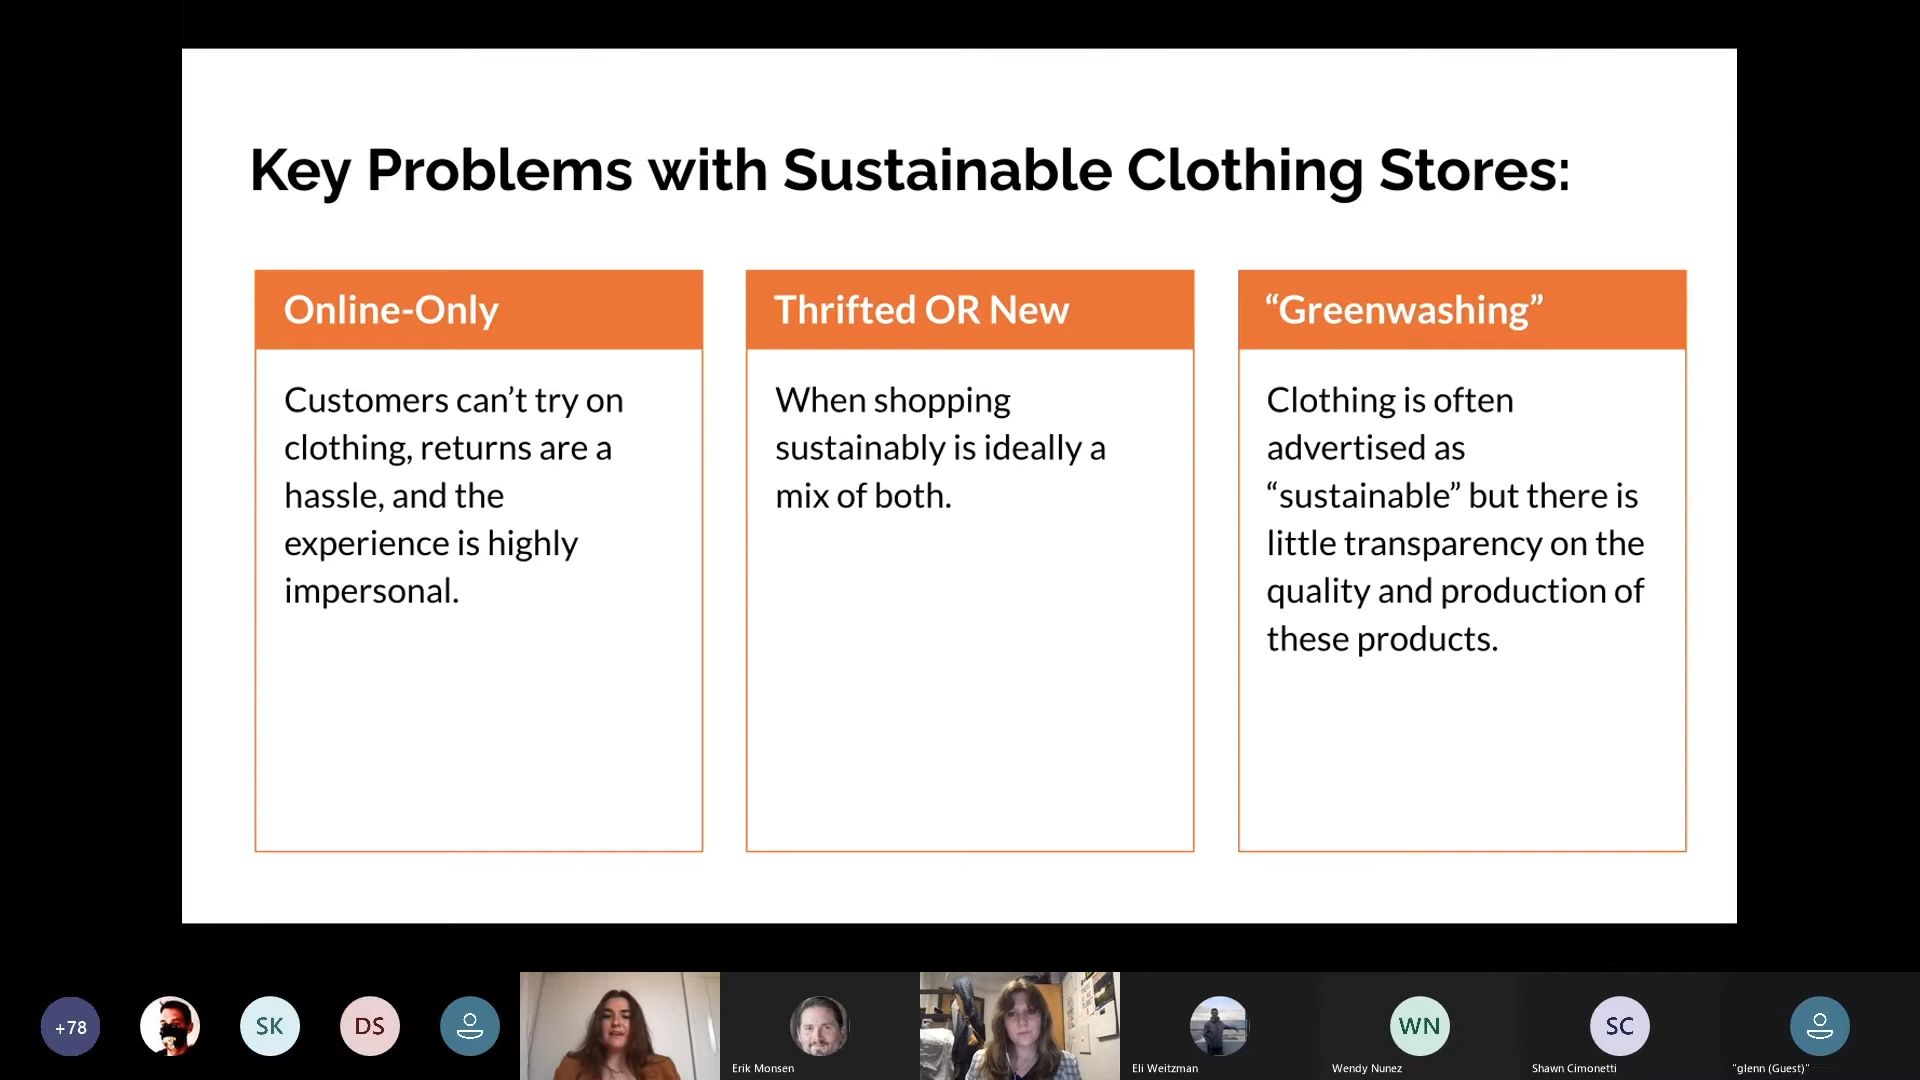 Key Problems with Sustainable Clothing Stores:
Online-Only
Customers can’t try on
clothing, returns are a
hassle, and the
experience is highly
impersonal.
Thrifted OR New
When shopping
sustainably is ideally a
mix of both.
“Greenwashing”
Clothing is often
advertised as
“sustainable” but there is
little transparency on the
quality and production of
these products.
+78
SK
DS
Erik Monsen
Eli Weitzman
WN
Wendy Nunez
SC
Shawn Cimonetti
"glenn (Guest)"